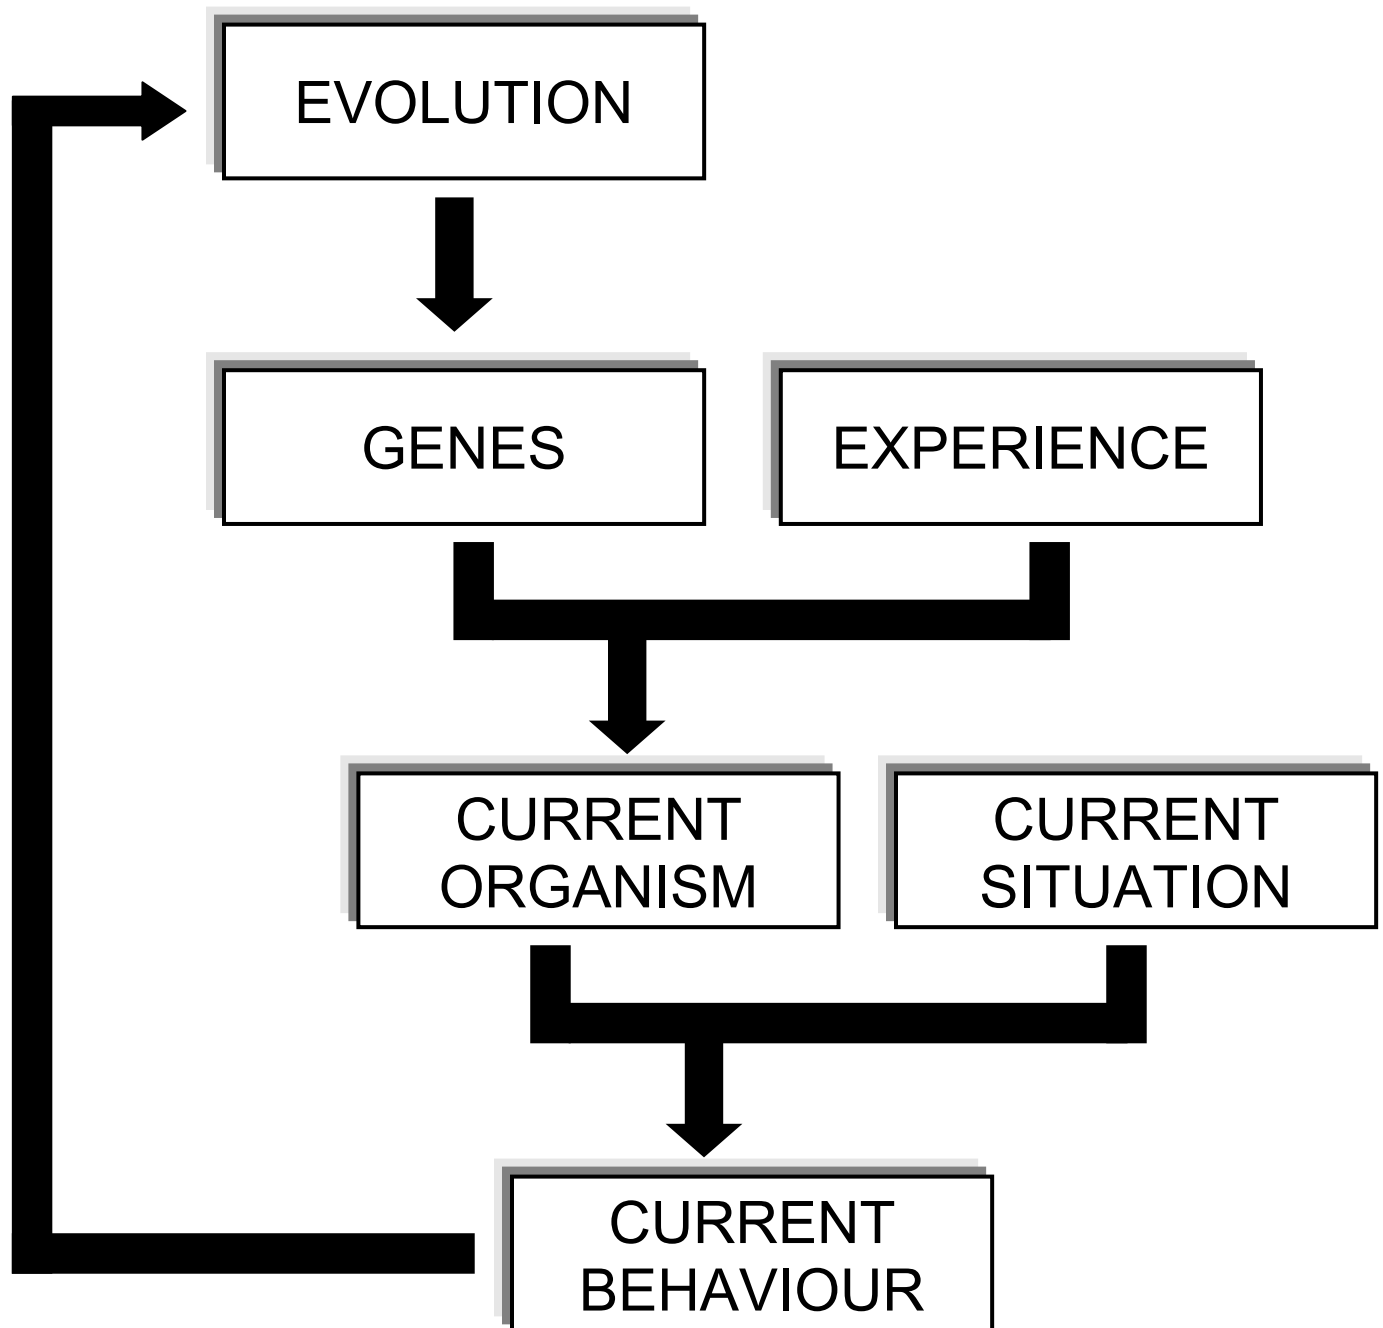 EVOLUTION
GENES
EXPERIENCE
CURRENT
ORGANISM
CURRENT
SITUATION
CURRENT
BEHAVIOUR